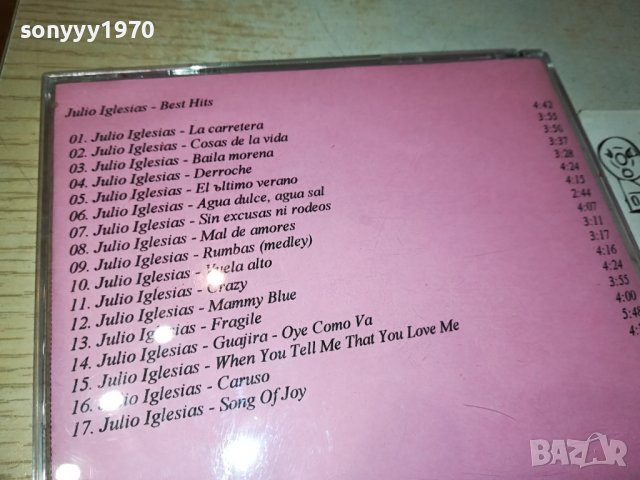 sonyyy1970
Julio Iglesias - Best Hits
01. Julio Iglesias - La carretera 4:42
02. Julio Iglesias - Cosas de la vida 3:55
03. Julio Iglesias - Baila morena 3:56
04. Julio Iglesias - Derroche 3:37
05. Julio Iglesias - El ъltimo verano 3:28
06. Julio Iglesias - Agua dulce, agua sal 4:24
07. Julio Iglesias - Sin excusas ni rodeos 4:15
08. Julio Iglesias - Mal de amores 2:44
09. Julio Iglesias - Rumbas (medley) 4:07
10. Julio Iglesias - Vuela alto 3:11
11. Julio Iglesias - Crazy 3:17
12. Julio Iglesias - Mammy Blue 4:16
13. Julio Iglesias - Fragile 4:24
14. Julio Iglesias - Guajira - Oye Como Va 3:55
15. Julio Iglesias - When You Tell Me That You Love Me 4:00
16. Julio Iglesias - Caruso 5:48
17. Julio Iglesias - Song Of Joy
bazar